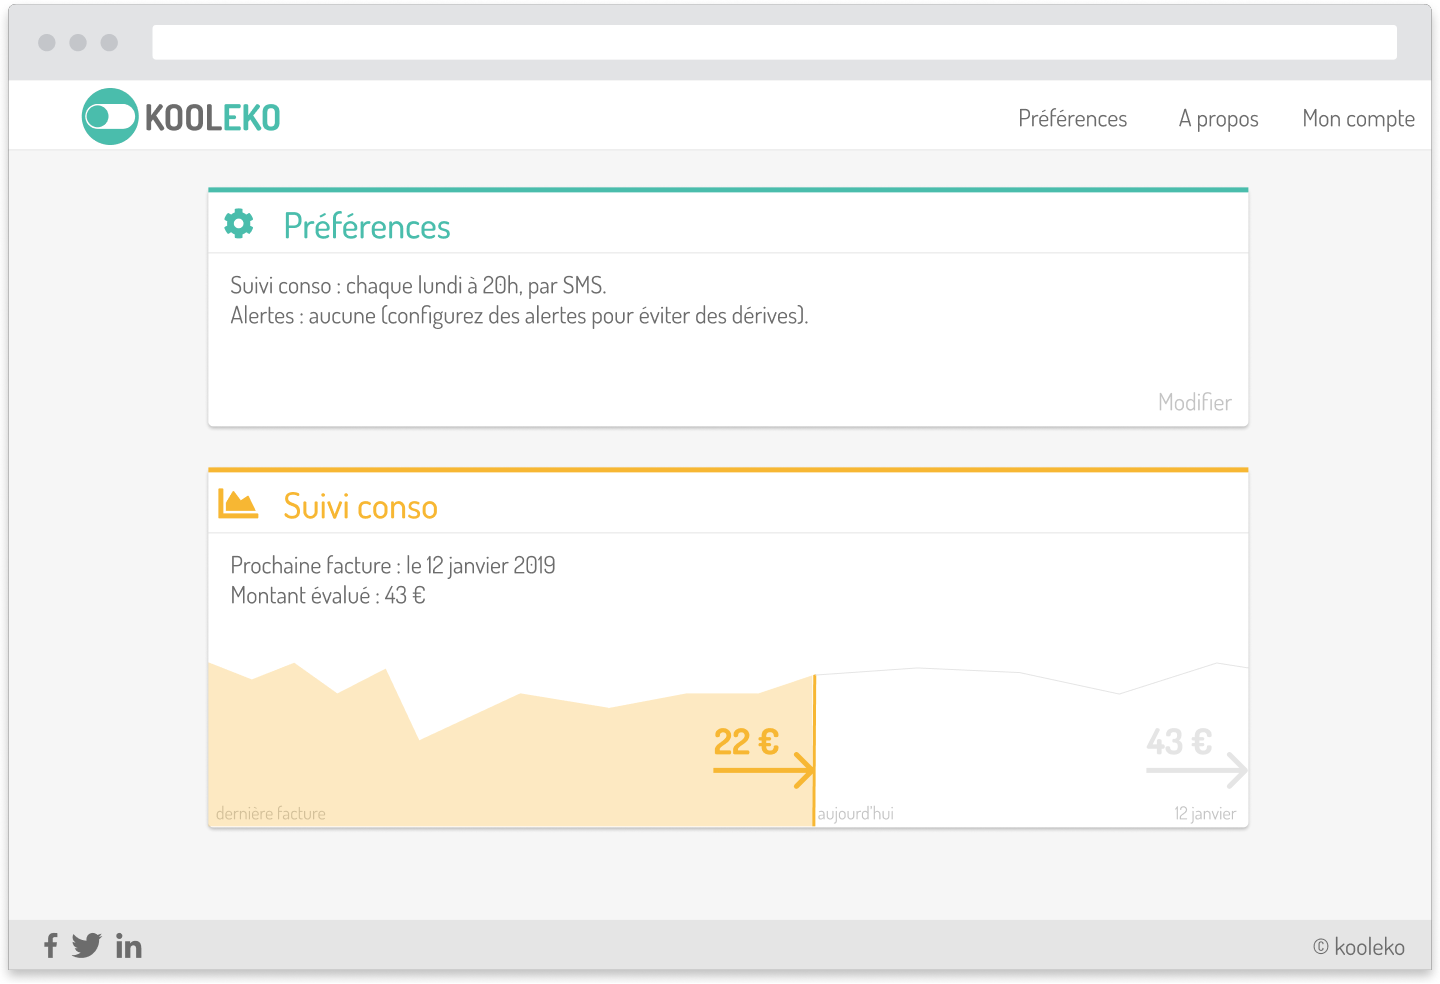 KOOLEKO
Préférences A propos Mon compte
Préférences
Suivi conso : chaque lundi à 20h, par SMS.
Alertes : aucune (configurez des alertes pour éviter des dérives).
Modifier
Suivi conso
Prochaine facture : le 12 janvier 2019
Montant évalué : 43 €
22 €
43 €
dernière facture
aujourd'hui
12 janvier
© kooleko